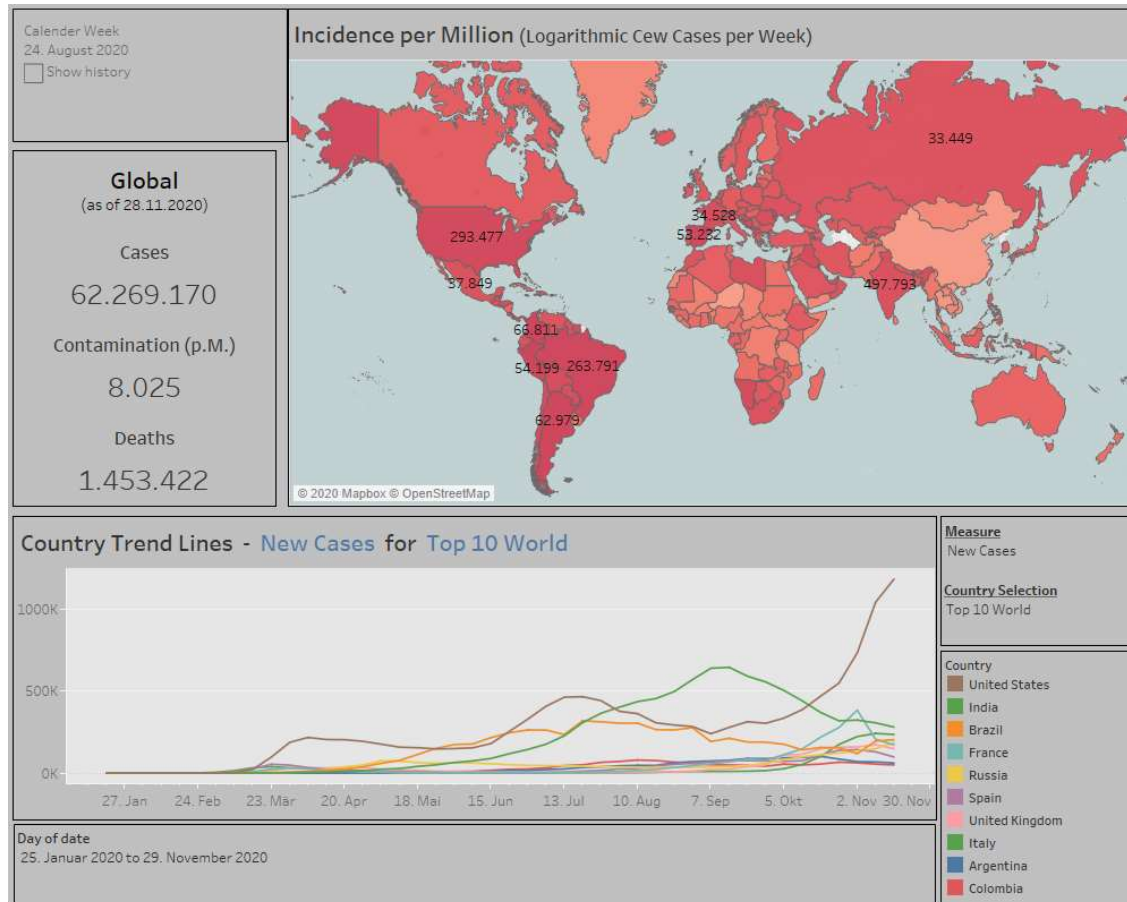 Calender Week
24. August 2020
Show history
Incidence per Million (Logarithmic Cew Cases per Week)
Global
(as of 28.11.2020)
Cases
62.269.170
Contamination (p.M.)
8.025
Deaths
1.453.422
33.449
34.528
53.232
293.477
37.849
497.793
66.811
54.199
263.791
62.979
© 2020 Mapbox © OpenStreetMap
Country Trend Lines - New Cases for Top 10 World
1000K
500K
0K
27. Jan
24. Feb
23. Mär
20. Apr
18. Mai
15. Jun
13. Jul
10. Aug
7. Sep
5. Okt
2. Nov
30. Nov
Measure
New Cases
Country Selection
Top 10 World
Country
United States
India
Brazil
France
Russia
Spain
United Kingdom
Italy
Argentina
Colombia
Day of date
25. Januar 2020 to 29. November 2020